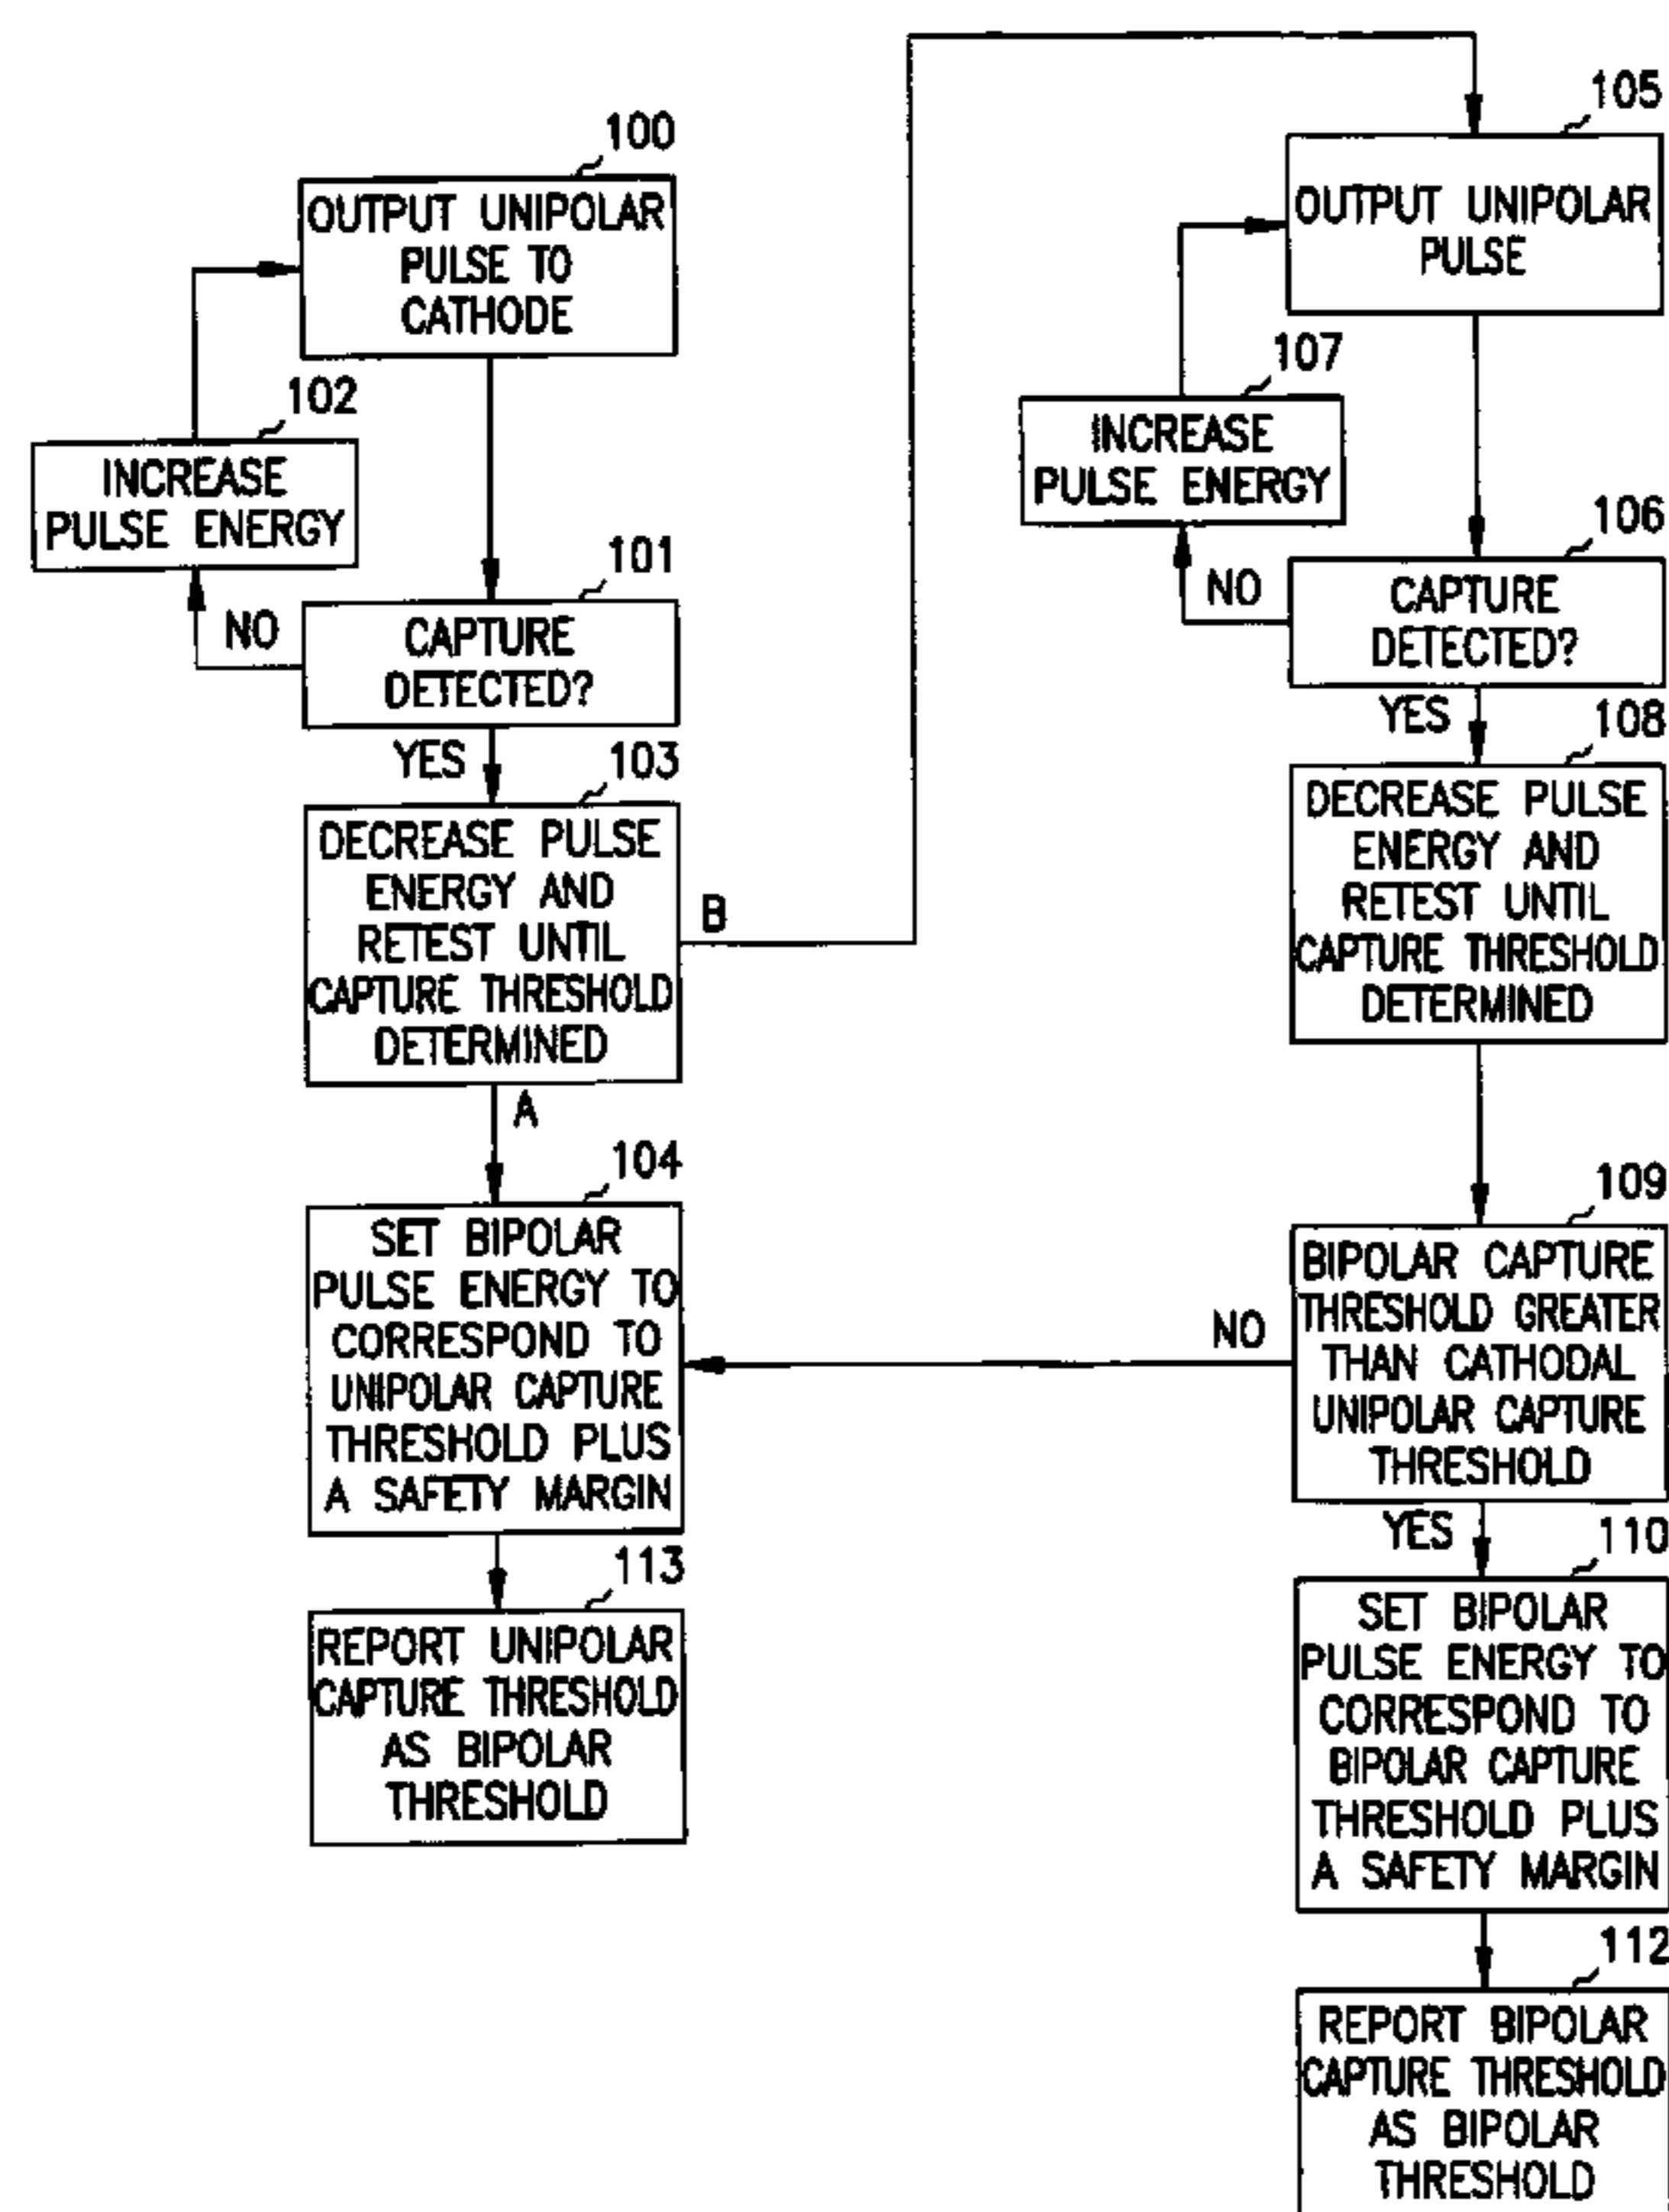 100
OUTPUT UNIPOLAR
PULSE TO
CATHODE
102
INCREASE
PULSE ENERGY
101
NO
CAPTURE
DETECTED?
YES
103
DECREASE PULSE
ENERGY AND
RETEST UNTIL
CAPTURE THRESHOLD
DETERMINED
B
A
104
SET BIPOLAR
PULSE ENERGY TO
CORRESPOND TO
UNIPOLAR CAPTURE
THRESHOLD PLUS
A SAFETY MARGIN
113
REPORT UNIPOLAR
CAPTURE THRESHOLD
AS BIPOLAR
THRESHOLD
105
OUTPUT UNIPOLAR
PULSE
107
INCREASE
PULSE ENERGY
106
NO
CAPTURE
DETECTED?
YES
108
DECREASE PULSE
ENERGY AND
RETEST UNTIL
CAPTURE THRESHOLD
DETERMINED
109
BIPOLAR CAPTURE
THRESHOLD GREATER
THAN CATHODAL
UNIPOLAR CAPTURE
THRESHOLD
NO
YES
110
SET BIPOLAR
PULSE ENERGY TO
CORRESPOND TO
BIPOLAR CAPTURE
THRESHOLD PLUS
A SAFETY MARGIN
112
REPORT BIPOLAR
CAPTURE THRESHOLD
AS BIPOLAR
THRESHOLD